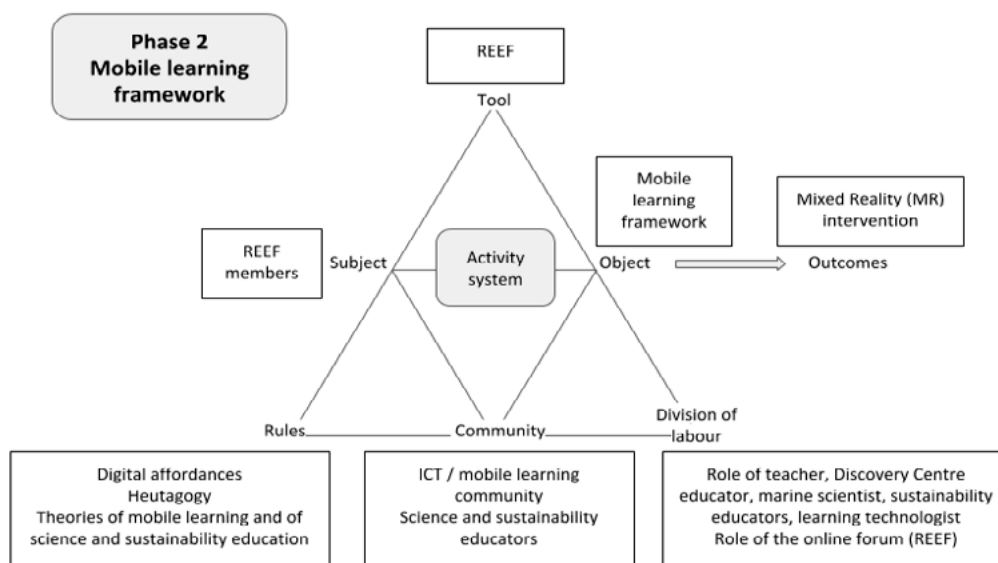 Phase 2
Mobile learning
framework
REEF
Tool
Mobile
learning
framework
Mixed Reality (MR)
intervention
REEF
members
Subject
Activity
system
Object
Outcomes
Rules
Community
Division of
labour
Digital affordances
Heutagogy
Theories of mobile learning and of
science and sustainability education
ICT / mobile learning
community
Science and sustainability
educators
Role of teacher, Discovery Centre
educator, marine scientist, sustainability
educators, learning technologist
Role of the online forum (REEF)